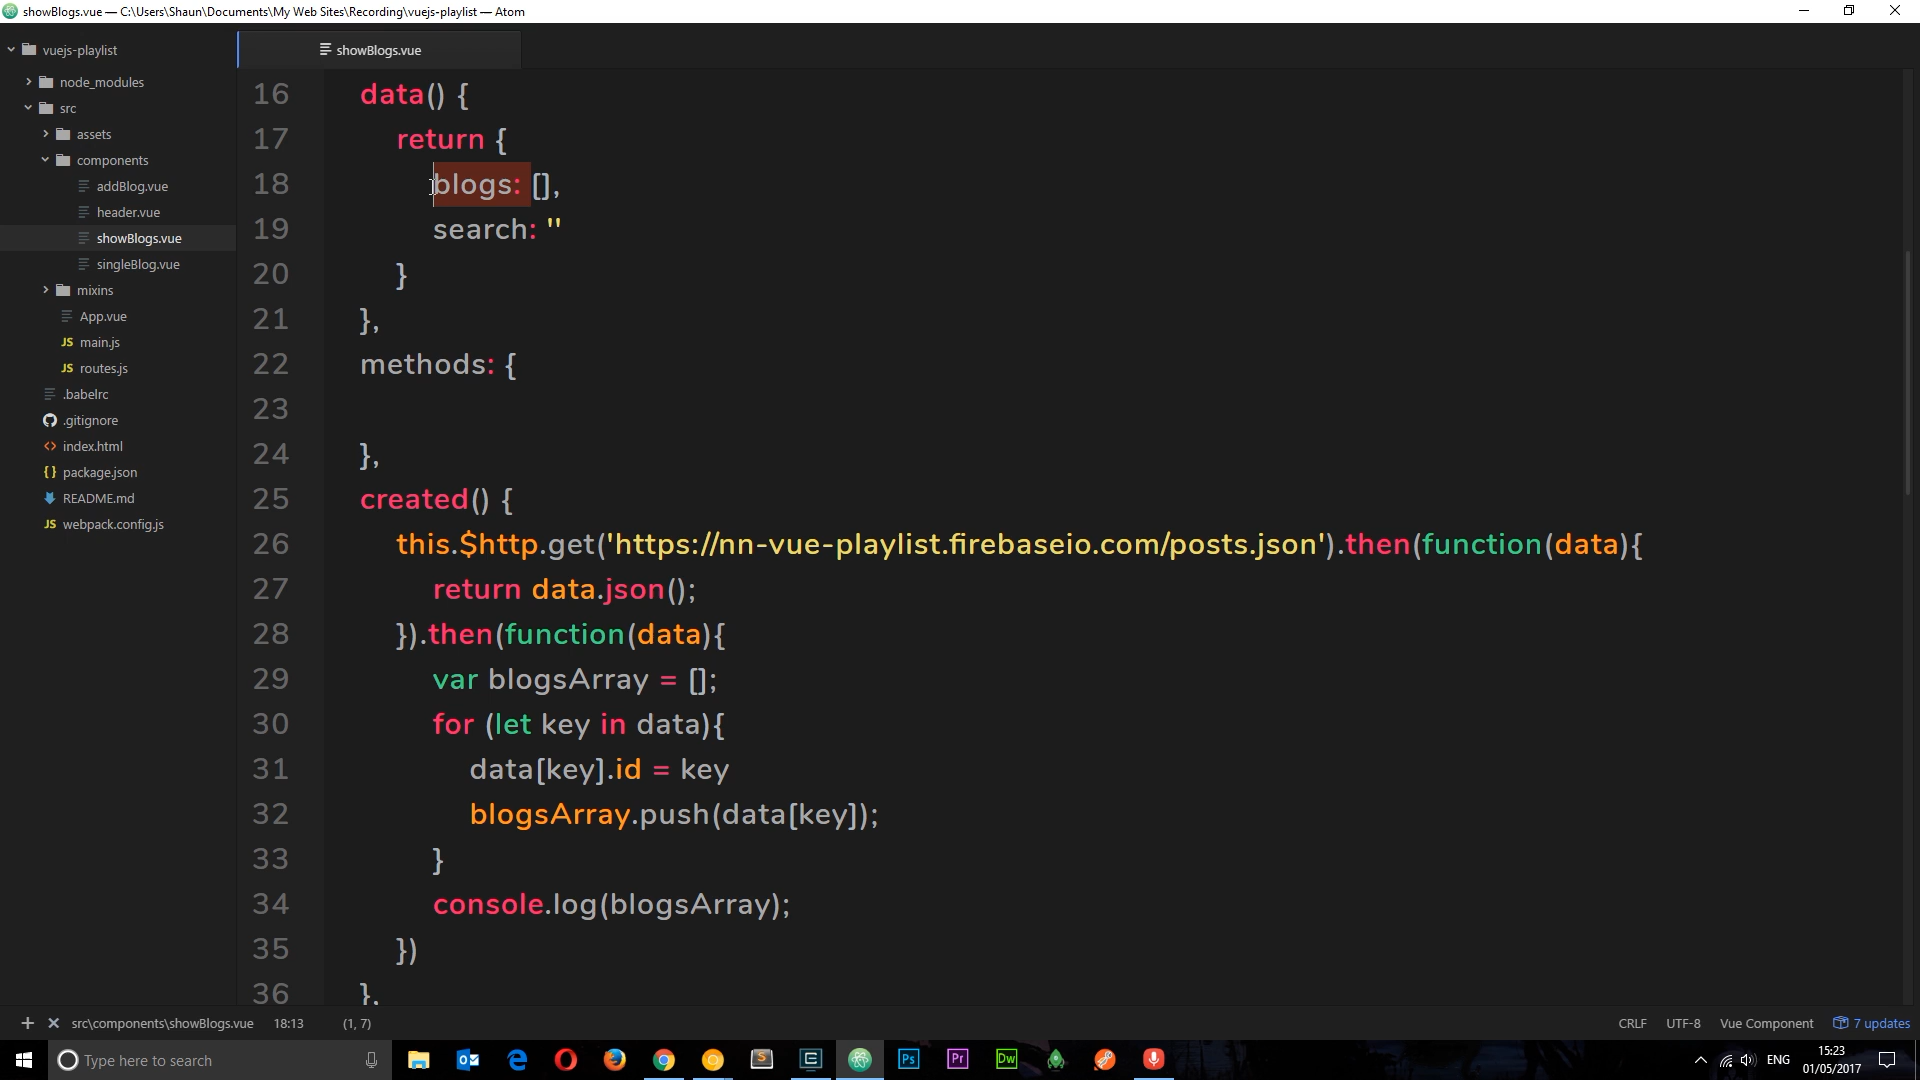 showBlogs.vue — C:\Users\Shaun\Documents\My Web Sites\Recording\vuejs-playlist — Atom
vuejs-playlist
node_modules
src
assets
components
addBlog.vue
header.vue
showBlogs.vue
singleBlog.vue
mixins
App.vue
JS main.js
JS routes.js
.babelrc
.gitignore
<> index.html
{} package.json
README.md
JS webpack.config.js
showBlogs.vue
16 data() {
17 return {
18 blogs: [],
19 search: ''
20 }
21 },
22 methods: {
23
24 },
25 created() {
26 this.$http.get('https://nn-vue-playlist.firebaseio.com/posts.json').then(function(data){
27 return data.json();
28 }).then(function(data){
29 var blogsArray = [];
30 for (let key in data){
31 data[key].id = key
32 blogsArray.push(data[key]);
33 }
34 console.log(blogsArray);
35 })
36 },
src\components\showBlogs.vue 18:13 (1, 7)
CRLF UTF-8 Vue Component 7 updates
Type here to search
Ps
Pr
Dw
ENG
15:23
01/05/2017